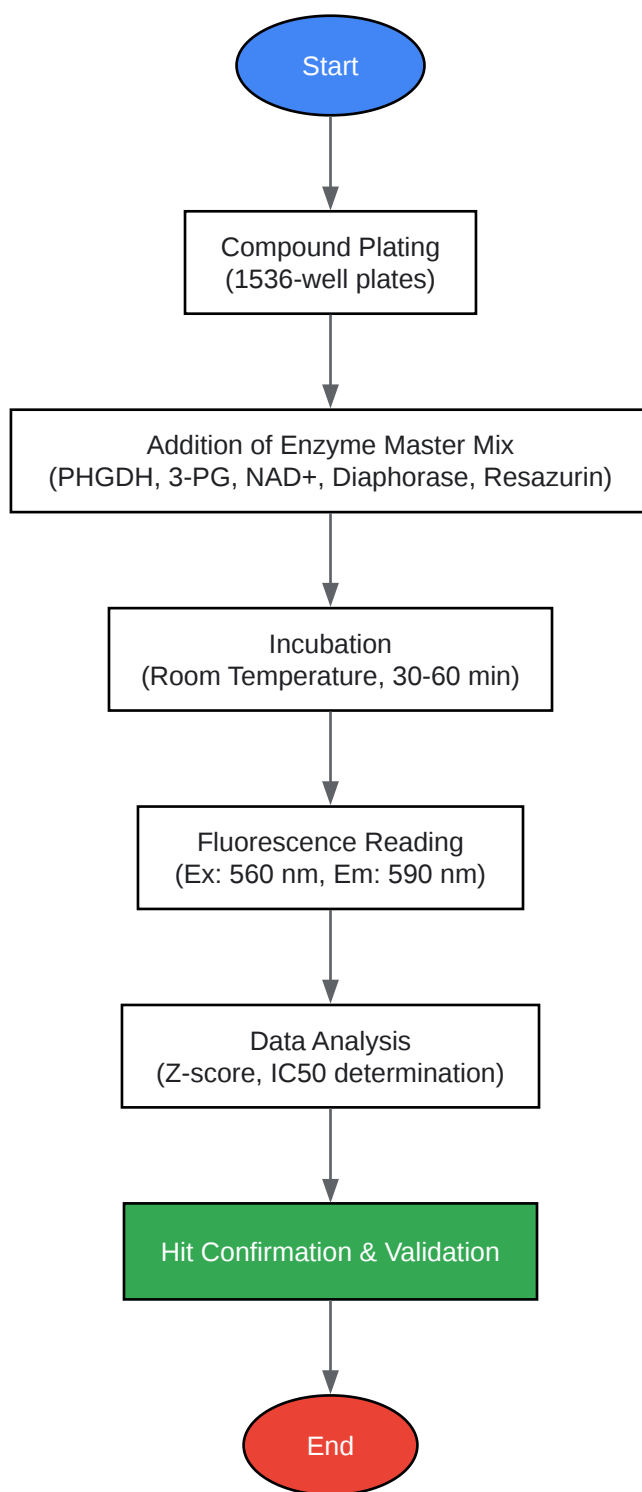 Start
Compound Plating
(1536-well plates)
Addition of Enzyme Master Mix
(PHGDH, 3-PG, NAD+, Diaphorase, Resazurin)
Incubation
(Room Temperature, 30-60 min)
Fluorescence Reading
(Ex: 560 nm, Em: 590 nm)
Data Analysis
(Z-score, IC50 determination)
Hit Confirmation & Validation
End